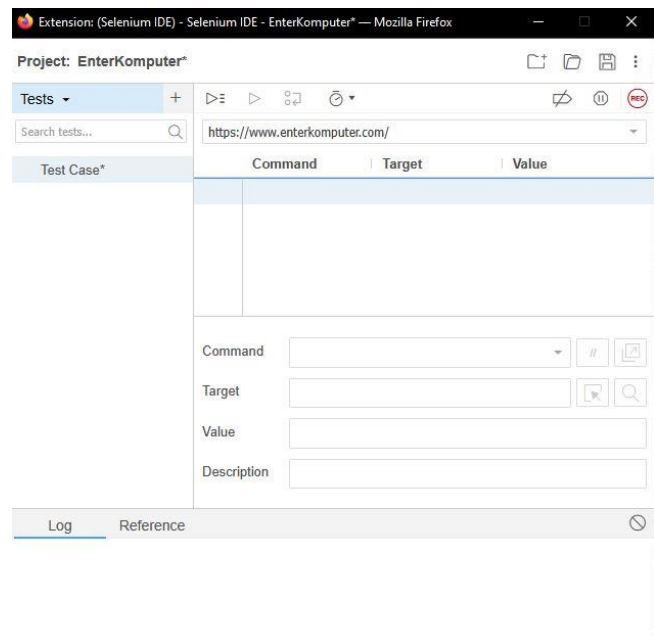 Extension: (Selenium IDE) - Selenium IDE - EnterKomputer* — Mozilla Firefox
Project: EnterKomputer*
Tests
Search tests...
Test Case*
REC
https://www.enterkomputer.com/
Command Target Value
Command
//
Target
Value
Description
Log Reference